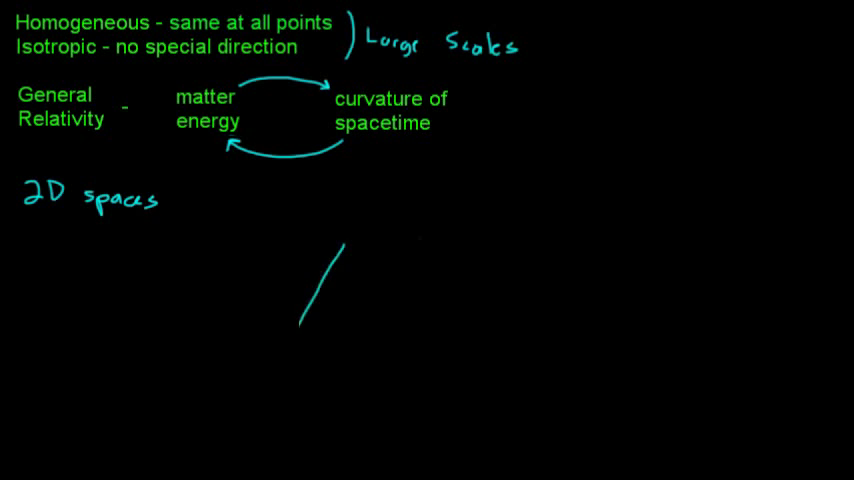 Homogeneous - same at all points
Isotropic - no special direction
Large Scales
General Relativity - matter energy
curvature of spacetime
2D spaces